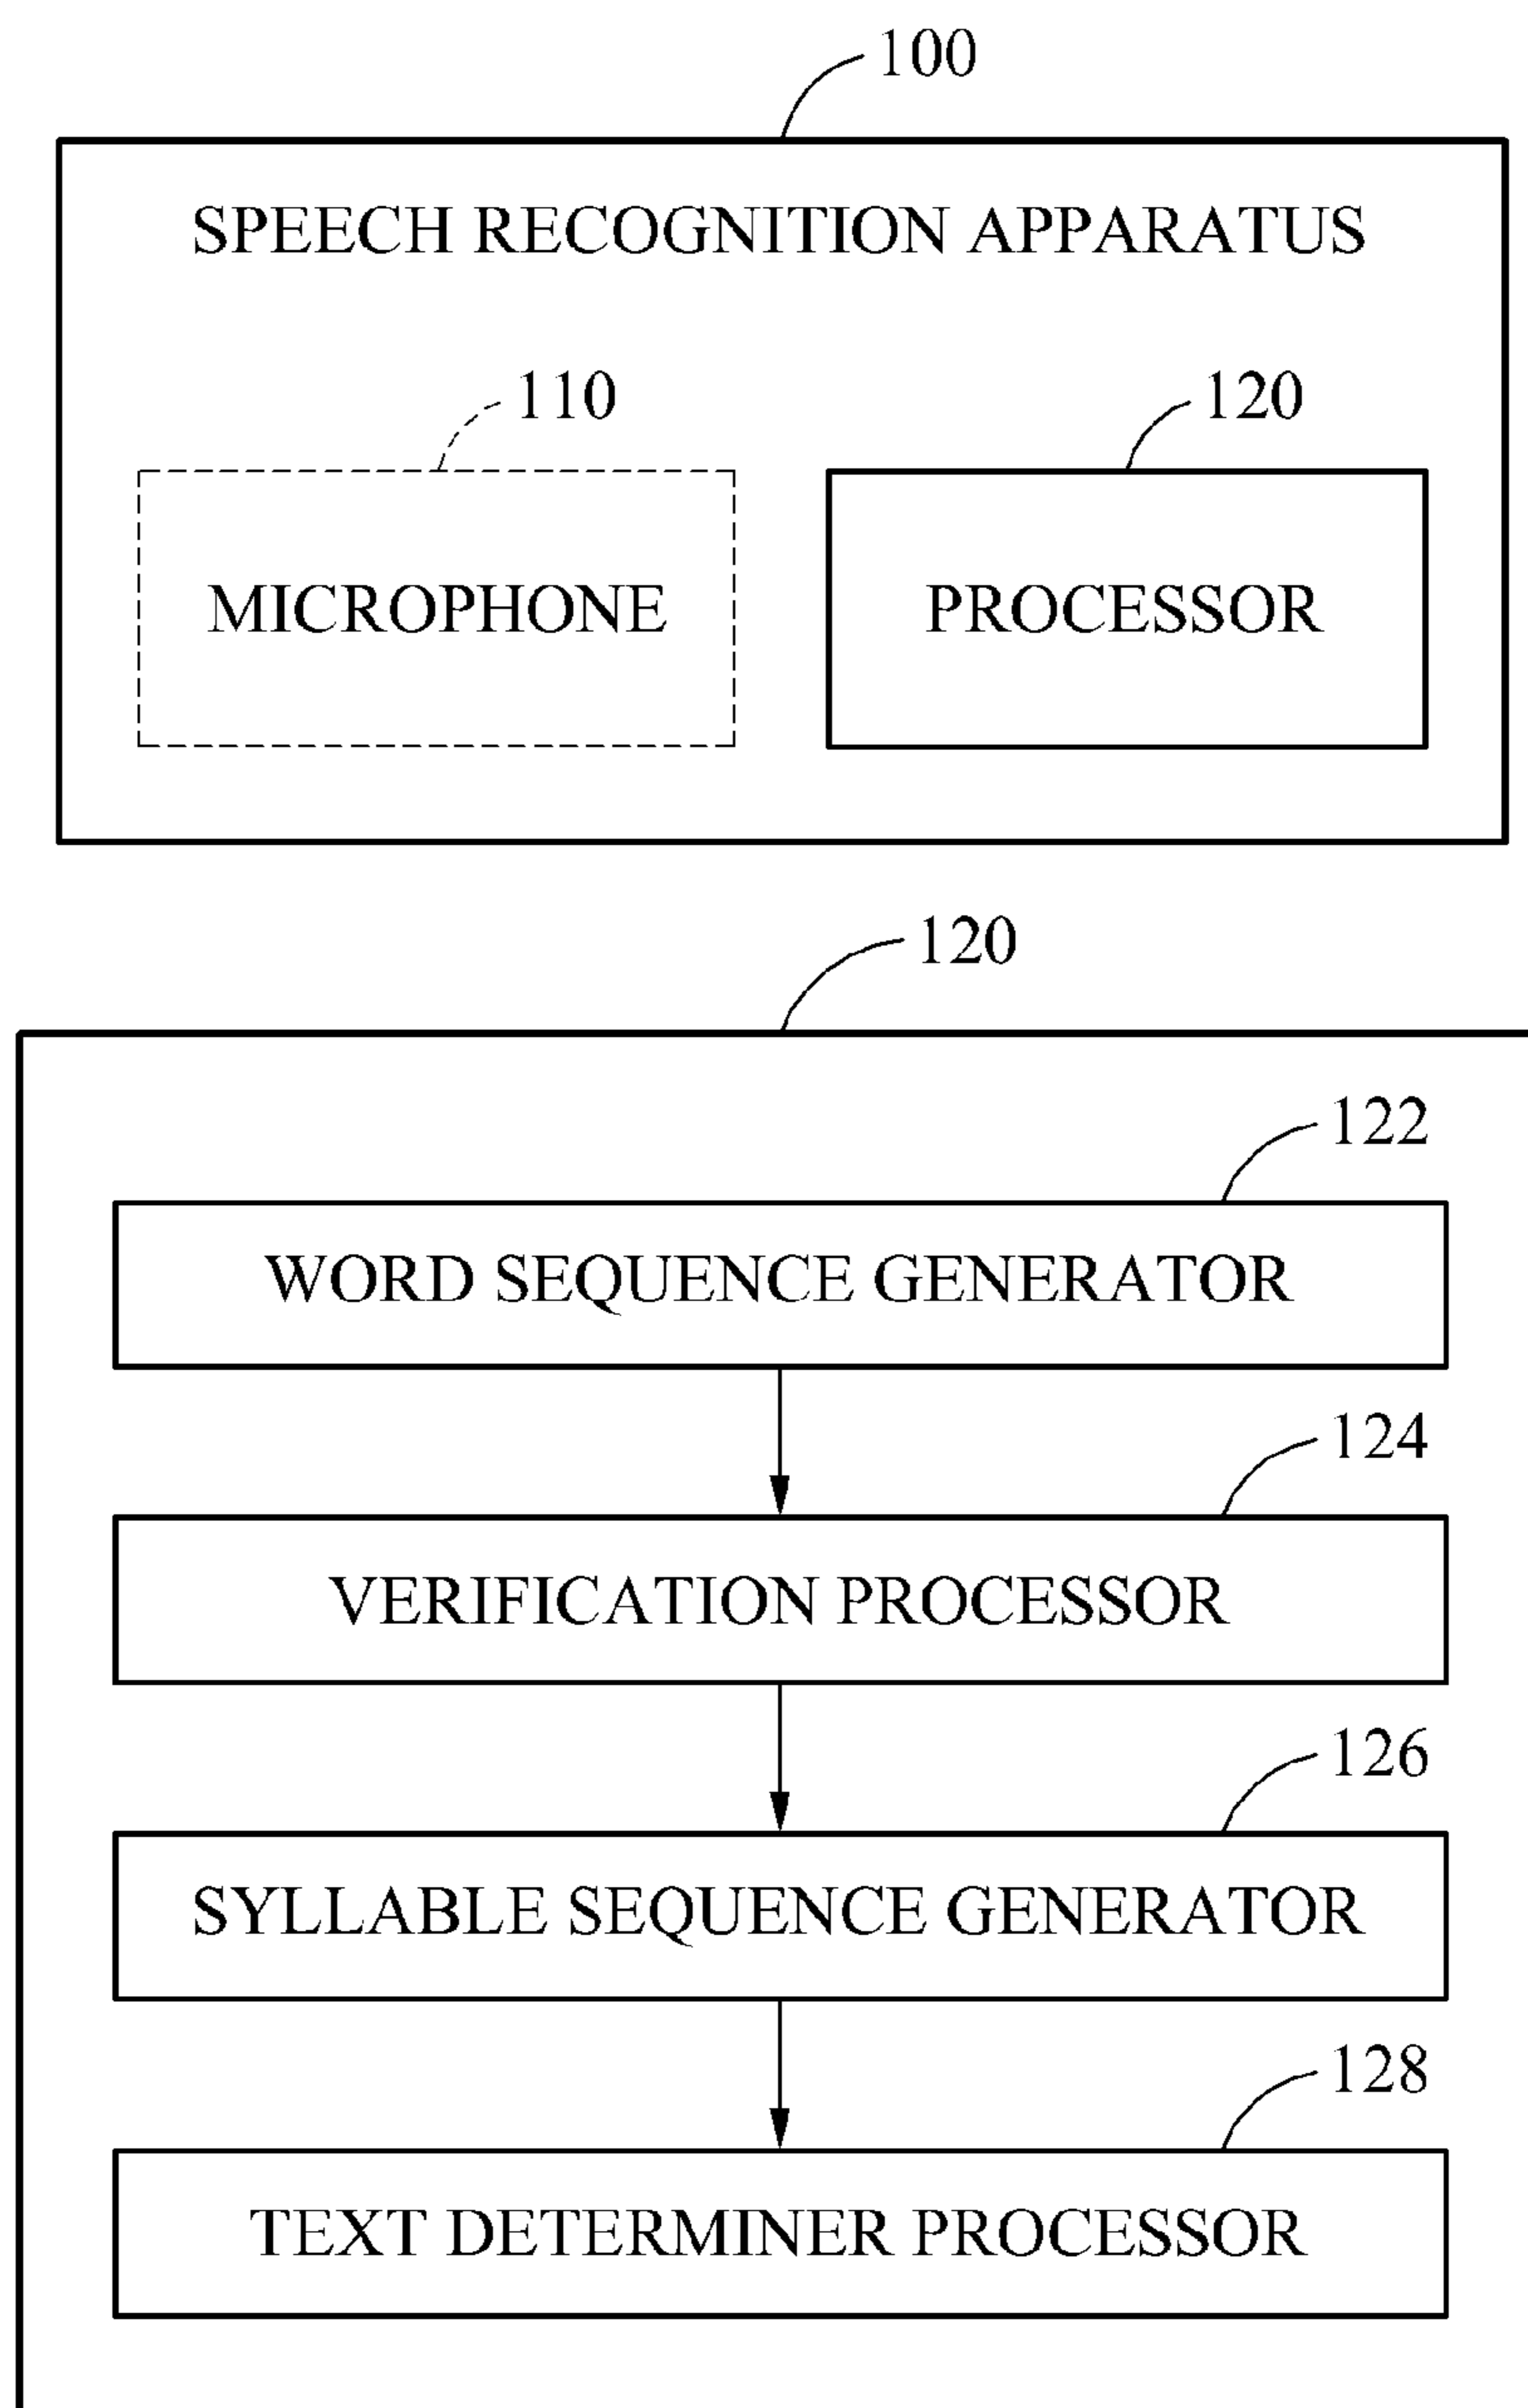 100
SPEECH RECOGNITION APPARATUS
110
120
MICROPHONE
PROCESSOR
120
122
WORD SEQUENCE GENERATOR
124
VERIFICATION PROCESSOR
126
SYLLABLE SEQUENCE GENERATOR
128
TEXT DETERMINER PROCESSOR